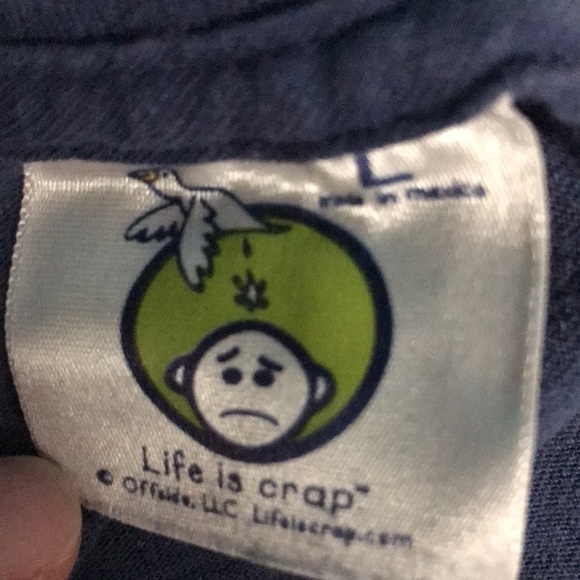 L
made in mexico
Life is crap™
© Offside, LLC Lifeiscrap.com